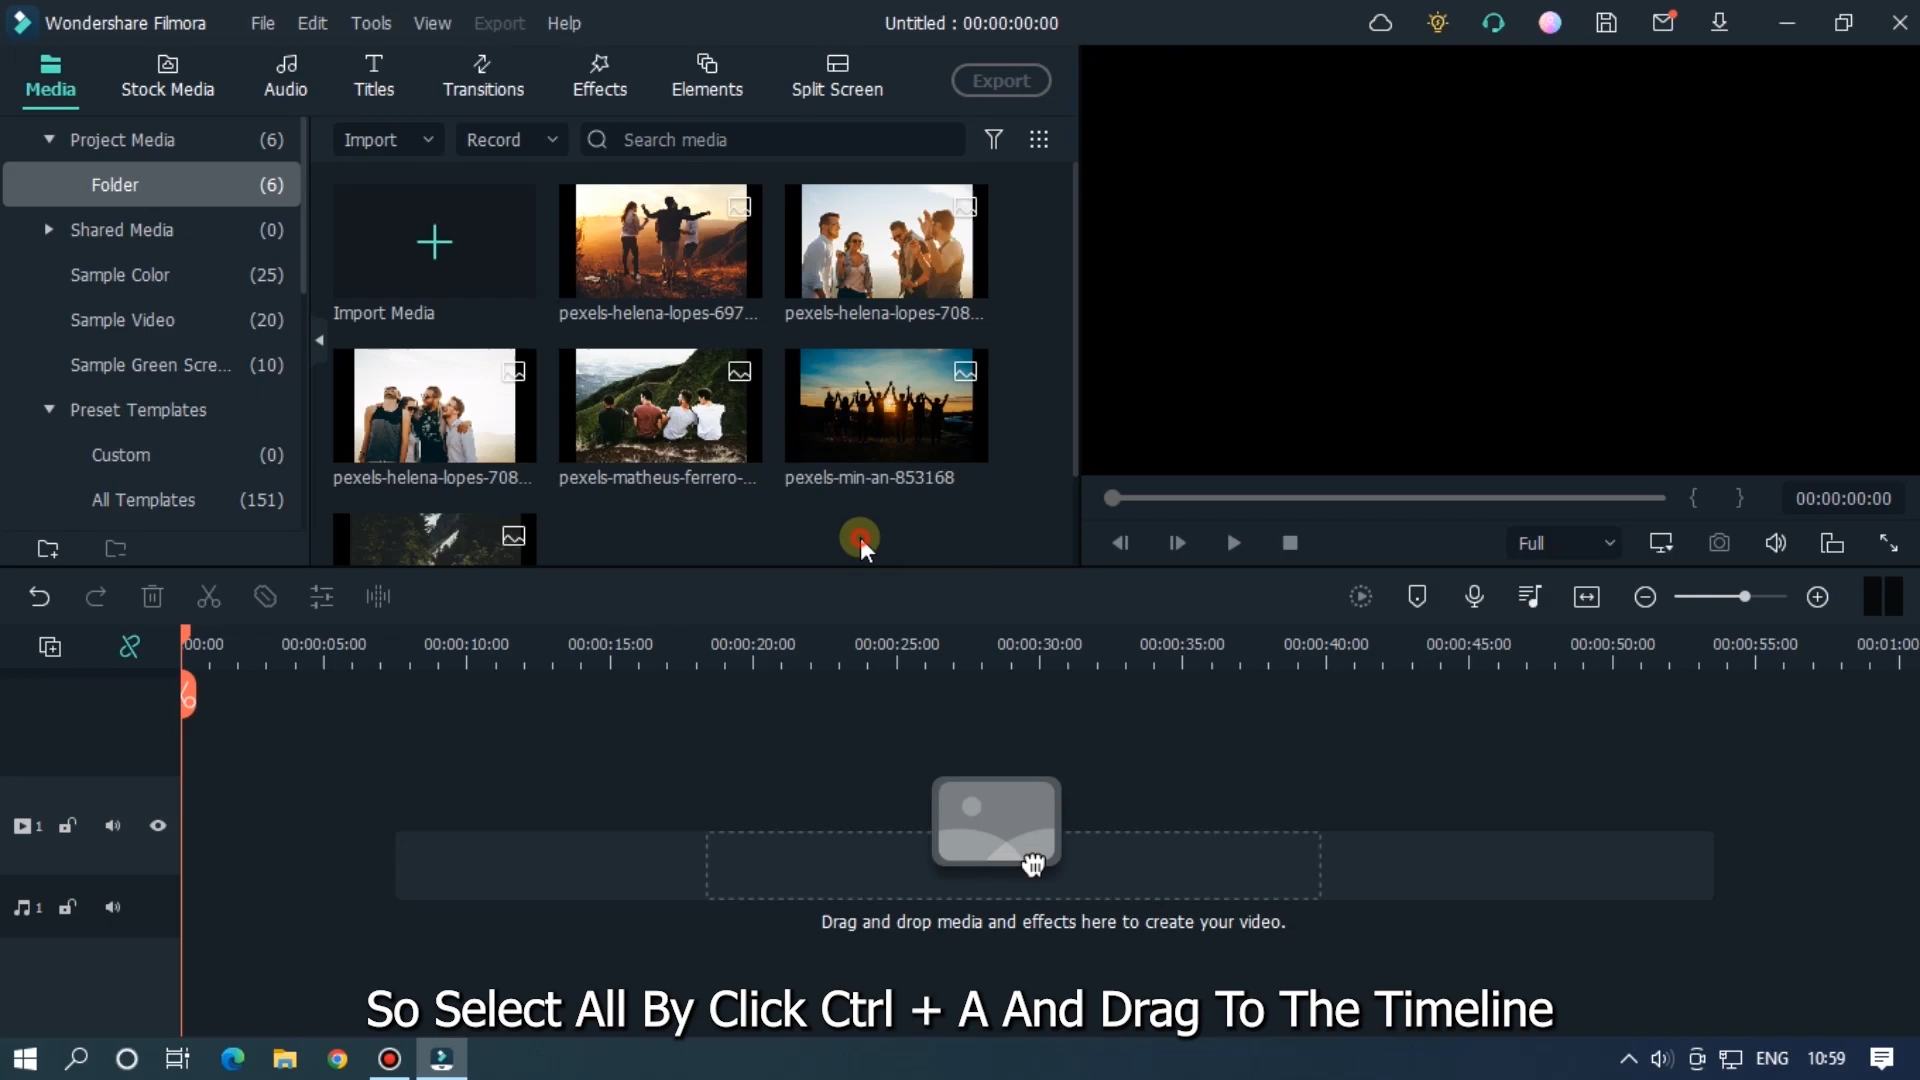 Wondershare Filmora File Edit Tools View Export Help Untitled : 00:00:00:00
Media Stock Media Audio Titles Transitions Effects Elements Split Screen Export
Project Media (6)
Folder (6)
Shared Media (0)
Sample Color (25)
Sample Video (20)
Sample Green Scre... (10)
Preset Templates
Custom (0)
All Templates (151)
Import Record Search media
Import Media pexels-helena-lopes-697... pexels-helena-lopes-708...
pexels-helena-lopes-708... pexels-matheus-ferrero-... pexels-min-an-853168
{ } 00:00:00:00
Full
00:00 00:00:05:00 00:00:10:00 00:00:15:00 00:00:20:00 00:00:25:00 00:00:30:00 00:00:35:00 00:00:40:00 00:00:45:00 00:00:50:00 00:00:55:00 00:01:00
1
1
Drag and drop media and effects here to create your video.
So Select All By Click Ctrl + A And Drag To The Timeline
ENG 10:59